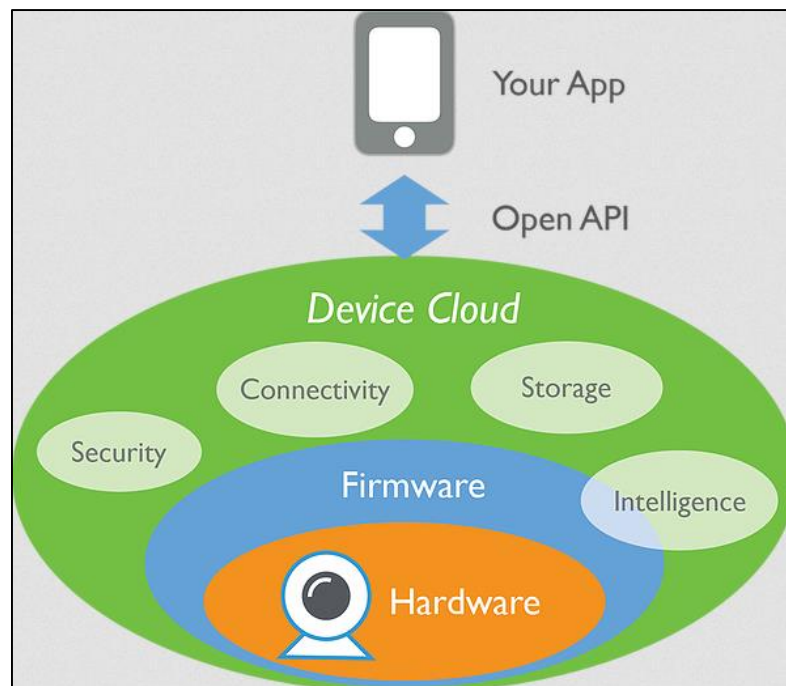 Your App
Open API
Device Cloud
Connectivity
Storage
Security
Firmware
Intelligence
Hardware